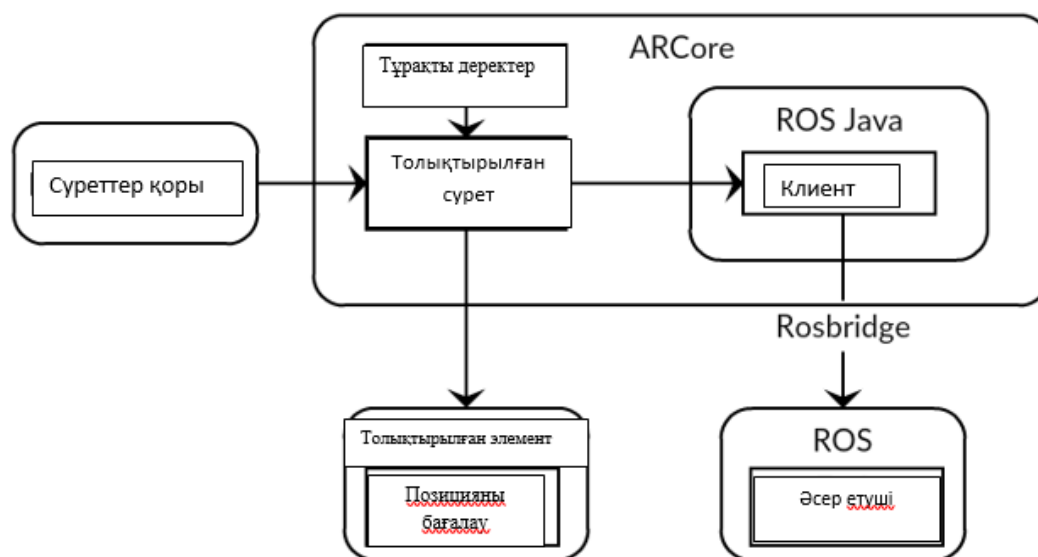 ARCore
Тұрақты деректер
ROS Java
Суреттер қоры
Толықтырылған
сурет
Клиент
Rosbridge
Толықтырылған элемент
Позицияны
бағалау
ROS
Әсер етуші